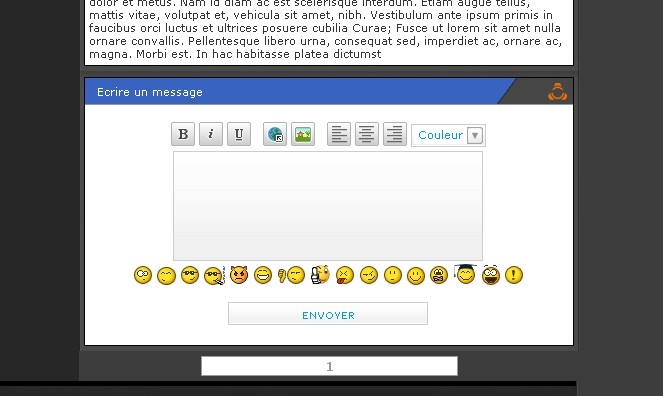 dolor et metus. Nam id diam ac est scelerisque interdum. Etiam augue tellus,
mattis vitae, volutpat et, vehicula sit amet, nibh. Vestibulum ante ipsum primis in
faucibus orci luctus et ultrices posuere cubilia Curae; Fusce ut lorem sit amet nulla
ornare convallis. Pellentesque libero urna, consequat sed, imperdiet ac, ornare ac,
magna. Morbi est. In hac habitasse platea dictumst
Ecrire un message
B i U Couleur
ENVOYER
1